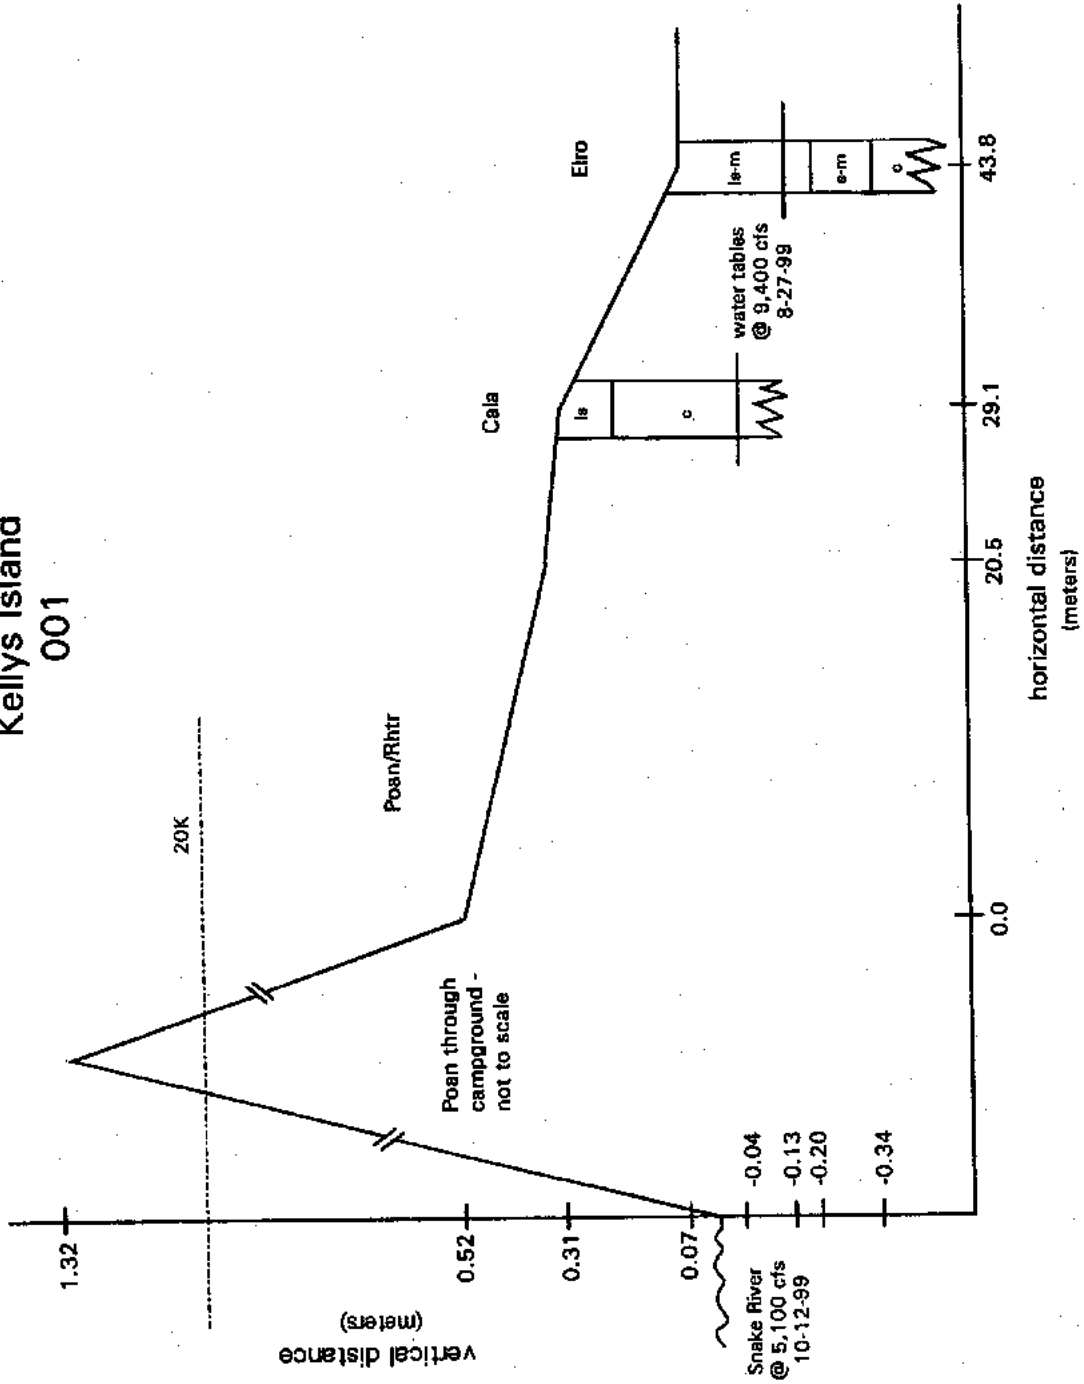 Kellys Island
001
20K
Poan/Rhtr
Cala
Elro
Poan through
campground -
not to scale
water tables
@ 9,400 cfs
8-27-99
ls
c
ls-m
s-m
c
vertical distance
(meters)
1.32
0.52
0.31
0.07
-0.04
-0.13
-0.20
-0.34
Snake River
@ 5,100 cfs
10-12-99
0.0
20.5
29.1
43.8
horizontal distance
(meters)